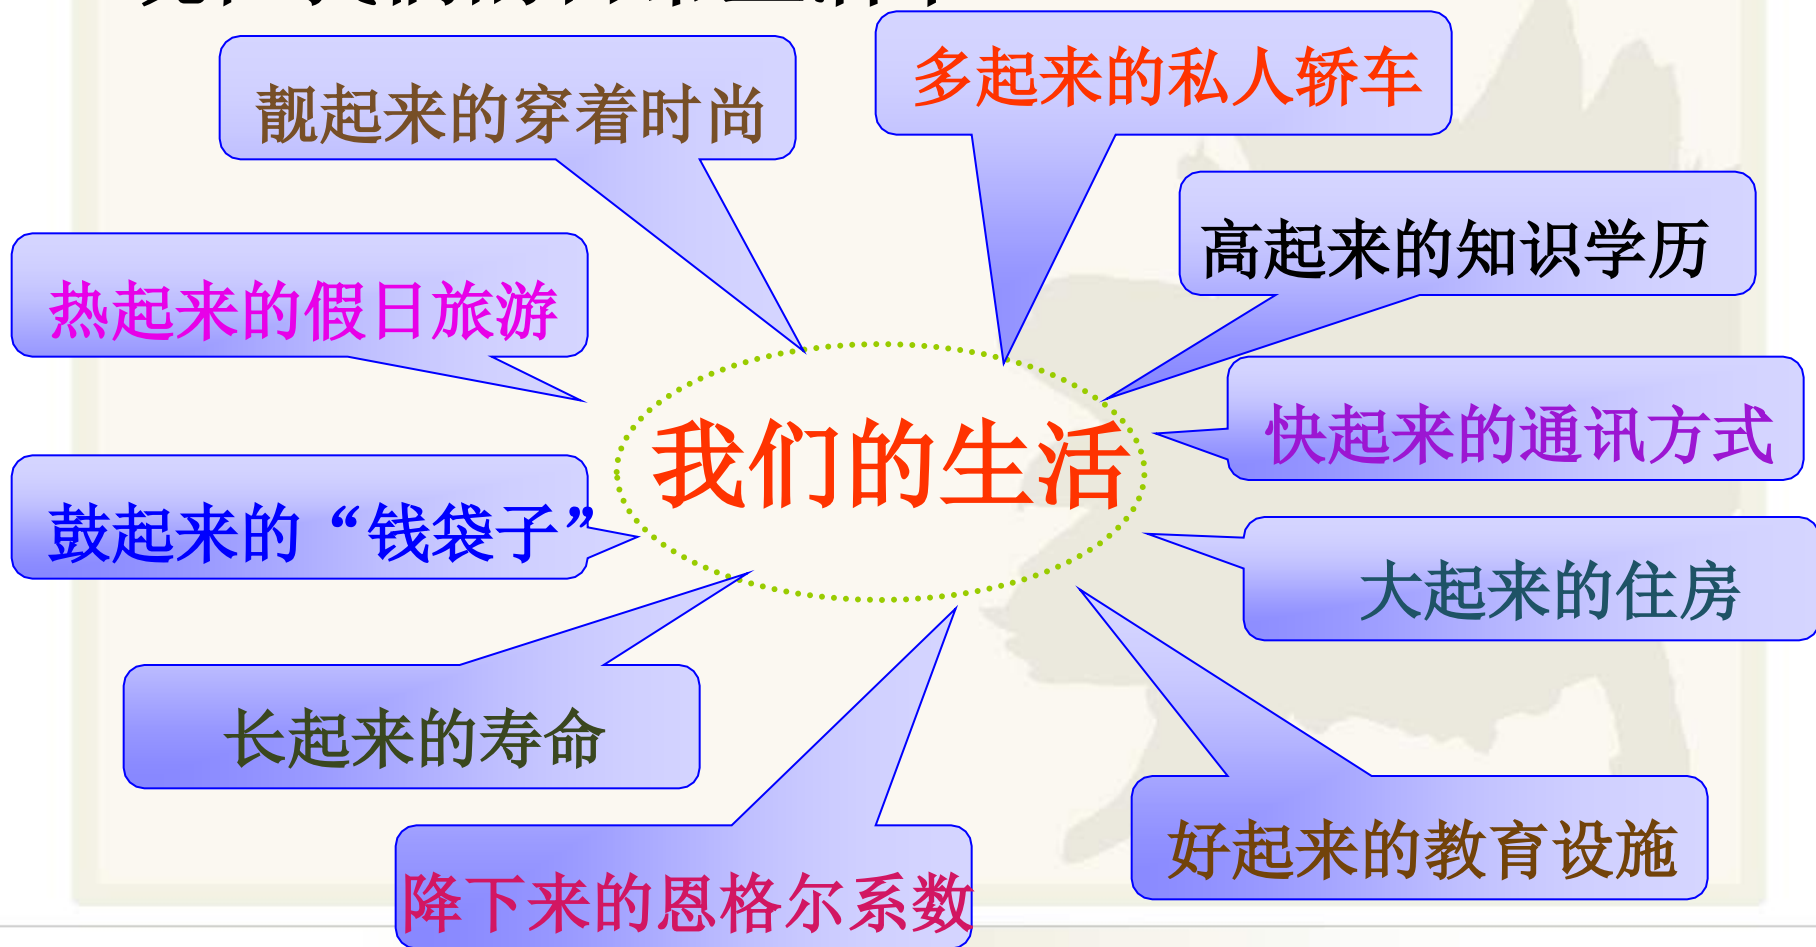 多起来的私人轿车
靓起来的穿着时尚
高起来的知识学历
热起来的假日旅游
快起来的通讯方式
我们的生活
鼓起来的“钱袋子”
大起来的住房
长起来的寿命
好起来的教育设施
降下来的恩格尔系数